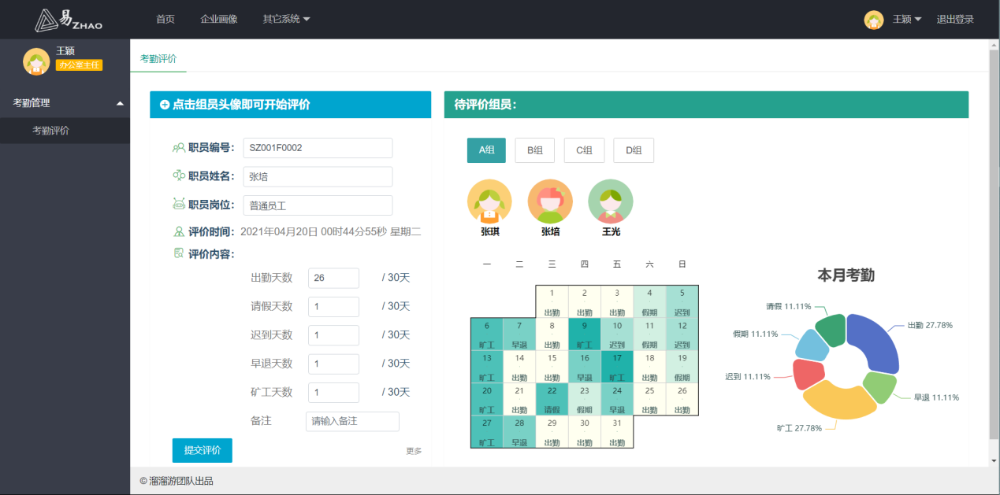 易ZHAO
首页 企业画像 其它系统
王颖 退出登录
王颖
办公室主任
考勤管理
考勤评价
考勤评价
点击组员头像即可开始评价
职员编号： SZ001F0002
职员姓名： 张培
职员岗位： 普通员工
评价时间： 2021年04月20日 00时44分55秒 星期二
评价内容：
出勤天数 26 / 30天
请假天数 1 / 30天
迟到天数 1 / 30天
早退天数 1 / 30天
矿工天数 1 / 30天
备注 请输入备注
提交评价 更多
待评价组员：
A组 B组 C组 D组
张琪 张培 王光
一 二 三 四 五 六 日
1 2 3 4 5
出勤 出勤 出勤 假期 迟到
6 7 8 9 10 11 12
旷工 早退 出勤 旷工 迟到 假期 迟到
13 14 15 16 17 18 19
旷工 出勤 出勤 早退 旷工 出勤 假期
20 21 22 23 24 25 26
旷工 出勤 请假 假期 早退 出勤 出勤
27 28 29 30 31
旷工 早退 出勤 出勤 出勤
本月考勤
请假 11.11%
出勤 27.78%
假期 11.11%
迟到 11.11%
早退 11.11%
旷工 27.78%
© 溜溜游团队出品